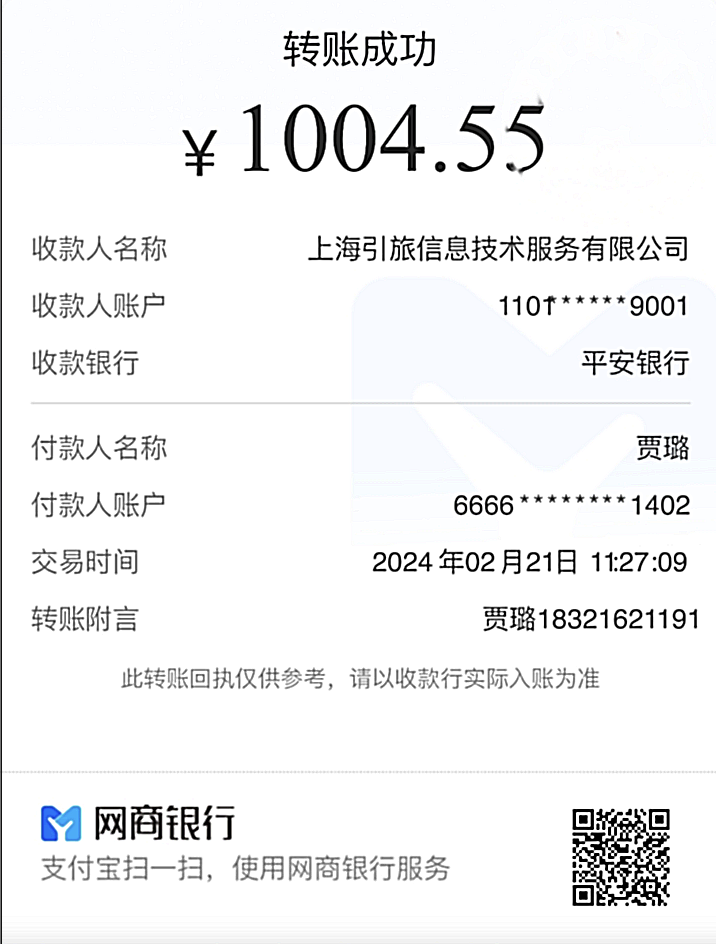 转账成功
¥1004.55
收款人名称 上海引旅信息技术服务有限公司
收款人账户 1101******9001
收款银行 平安银行
付款人名称 贾璐
付款人账户 6666********1402
交易时间 2024年02月21日 11:27:09
转账附言 贾璐18321621191
此转账回执仅供参考，请以收款行实际入账为准
网商银行
支付宝扫一扫，使用网商银行服务